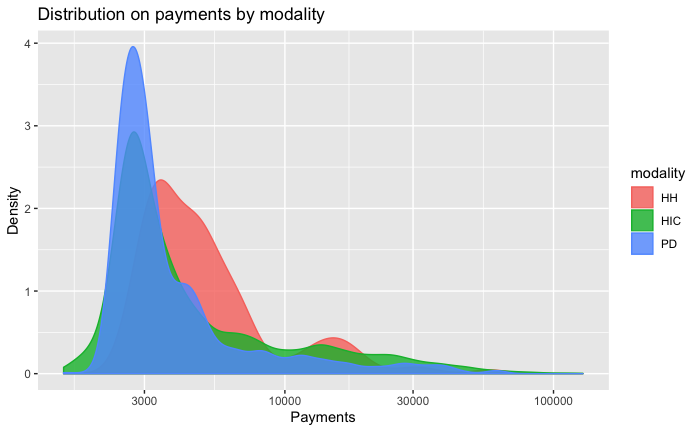 Distribution on payments by modality
4
3
2
1
0
Density
3000
10000
30000
100000
Payments
modality
HH
HIC
PD